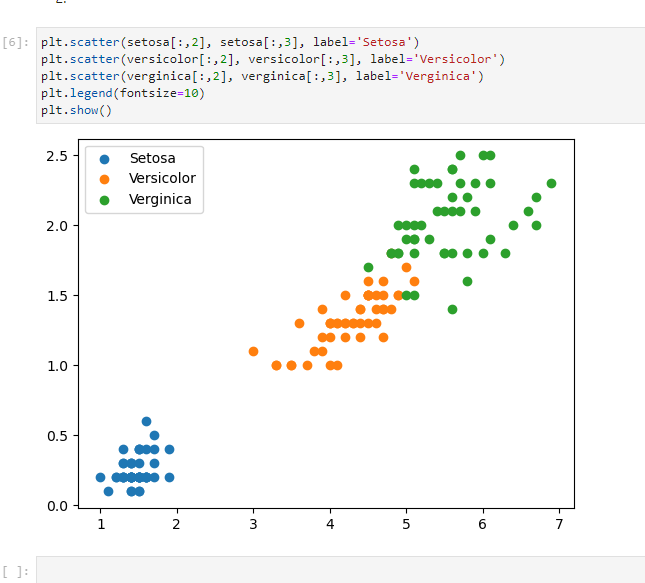 2.
[6]:
plt.scatter(setosa[:,2], setosa[:,3], label='Setosa')
plt.scatter(versicolor[:,2], versicolor[:,3], label='Versicolor')
plt.scatter(verginica[:,2], verginica[:,3], label='Verginica')
plt.legend(fontsize=10)
plt.show()
Setosa
Versicolor
Verginica
2.5
2.0
1.5
1.0
0.5
0.0
1 2 3 4 5 6 7
[ ]: